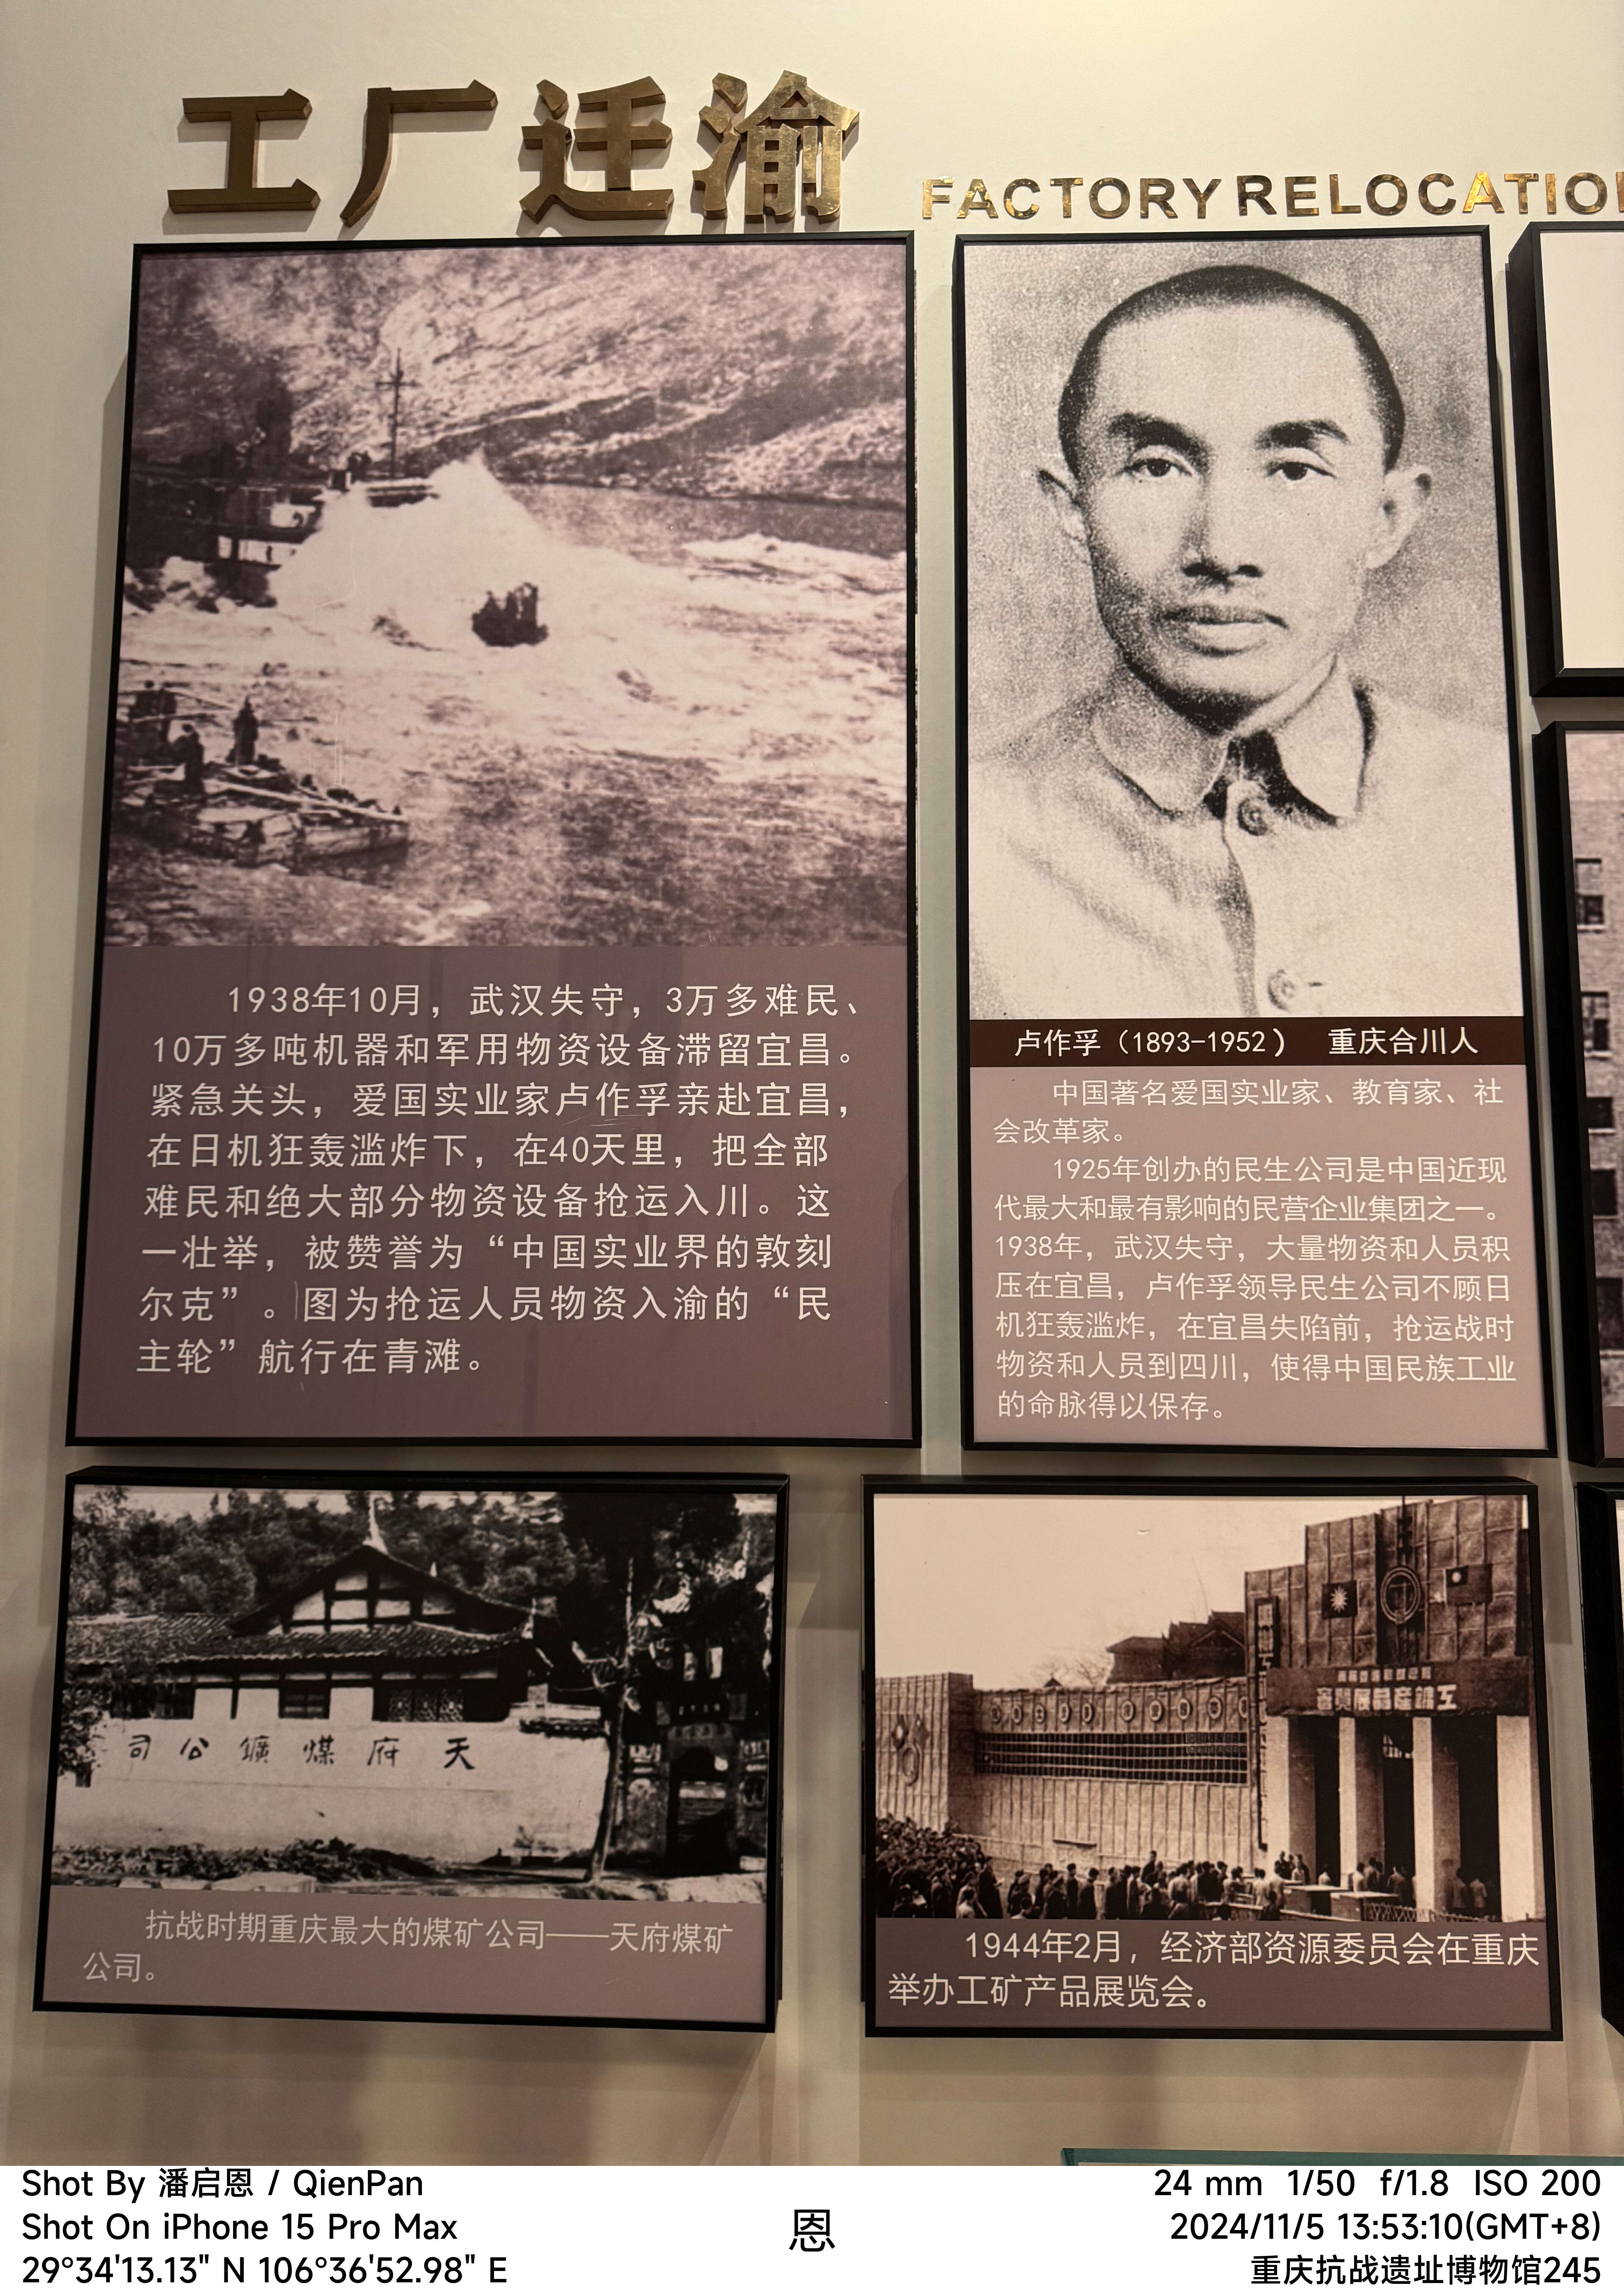 工厂迁渝
FACTORY RELOCATIO
1938年10月，武汉失守，3万多难民、
10万多吨机器和军用物资设备滞留宜昌。
紧急关头，爱国实业家卢作孚亲赴宜昌，
在日机狂轰滥炸下，在40天里，把全部
难民和绝大部分物资设备抢运入川。这
一壮举，被赞誉为“中国实业界的敦刻
尔克”。图为抢运人员物资入渝的“民
主轮”航行在青滩。
卢作孚（1893-1952） 重庆合川人
中国著名爱国实业家、教育家、社
会改革家。
1925年创办的民生公司是中国近现
代最大和最有影响的民营企业集团之一。
1938年，武汉失守，大量物资和人员积
压在宜昌，卢作孚领导民生公司不顾日
机狂轰滥炸，在宜昌失陷前，抢运战时
物资和人员到四川，使得中国民族工业
的命脉得以保存。
司公鑛煤府天
抗战时期重庆最大的煤矿公司——天府煤矿
公司。
會覽展品產鑛工
1944年2月，经济部资源委员会在重庆
举办工矿产品展览会。
Shot By 潘启恩 / QienPan
Shot On iPhone 15 Pro Max
29°34'13.13" N 106°36'52.98" E
恩
24 mm 1/50 f/1.8 ISO 200
2024/11/5 13:53:10(GMT+8)
重庆抗战遗址博物馆245